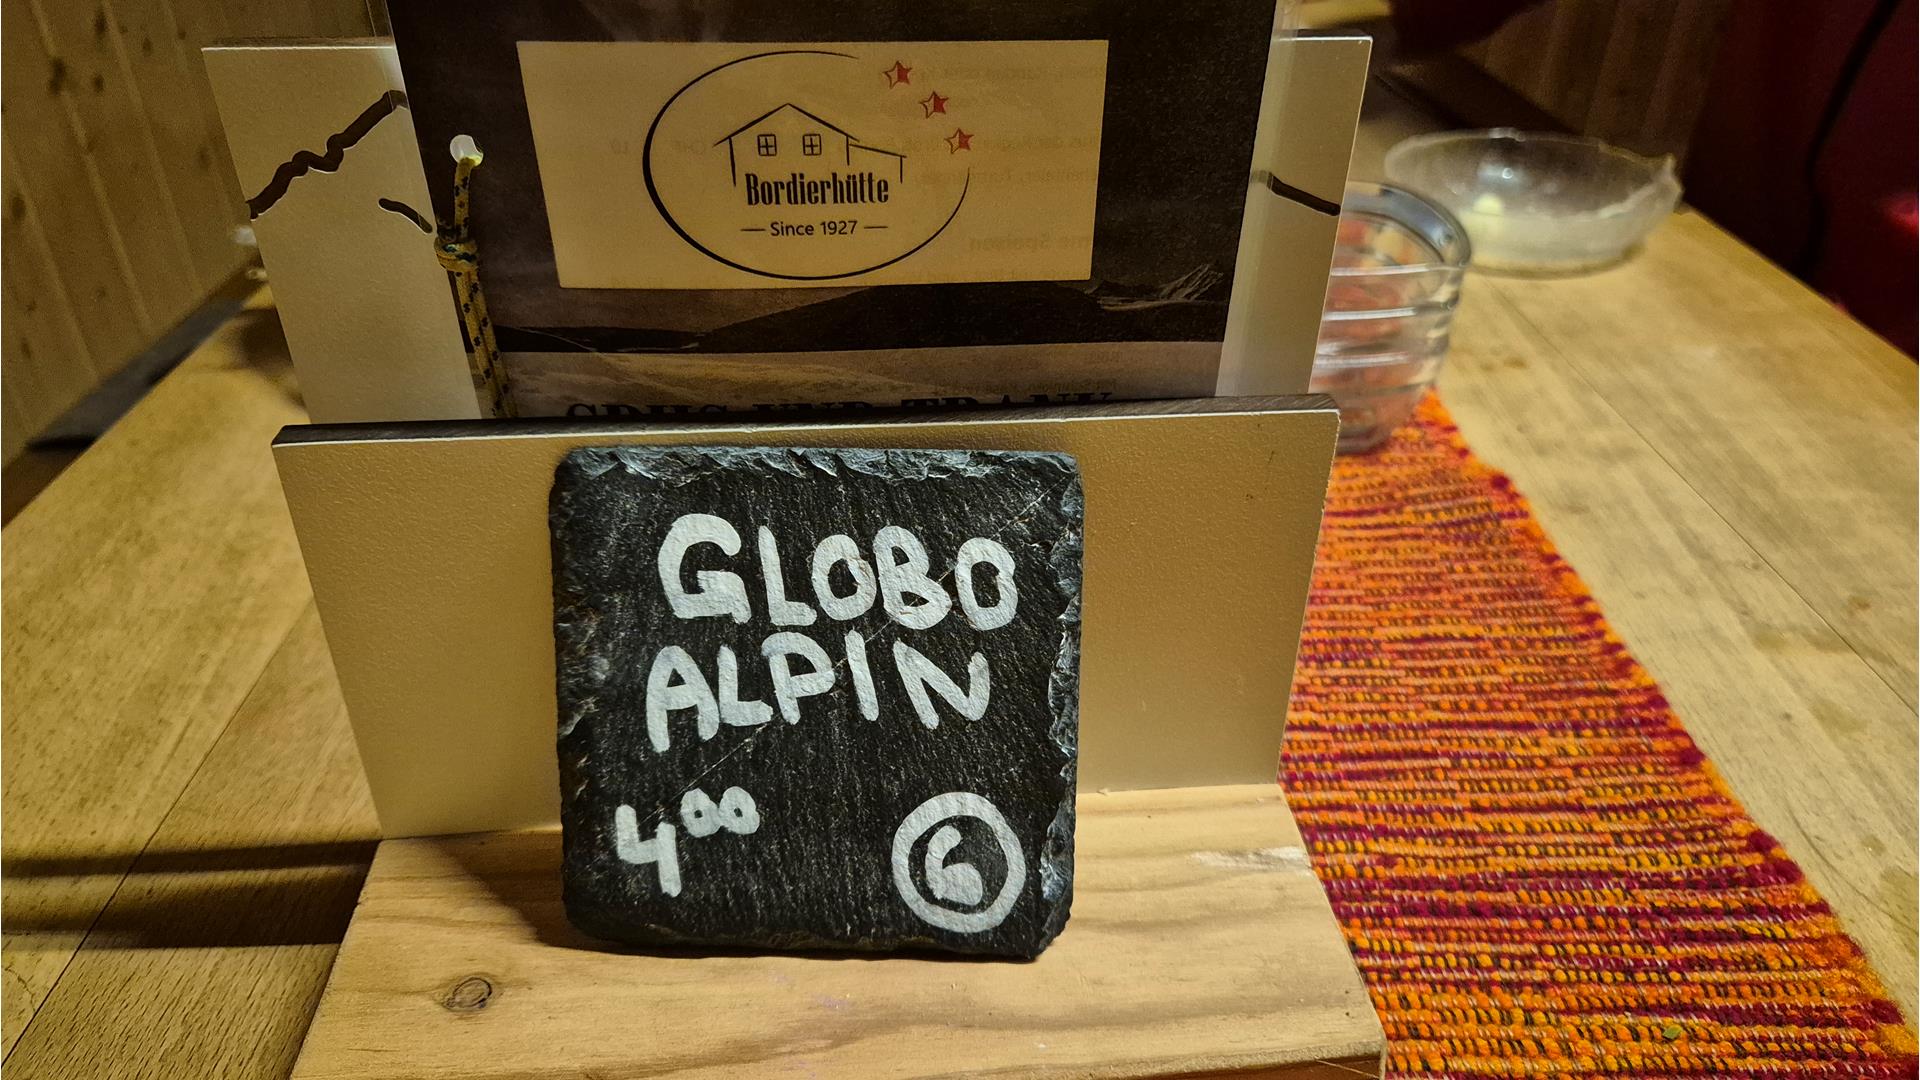 Bordierhütte
Since 1927
GLOBO
ALPIN
4⁰⁰
6